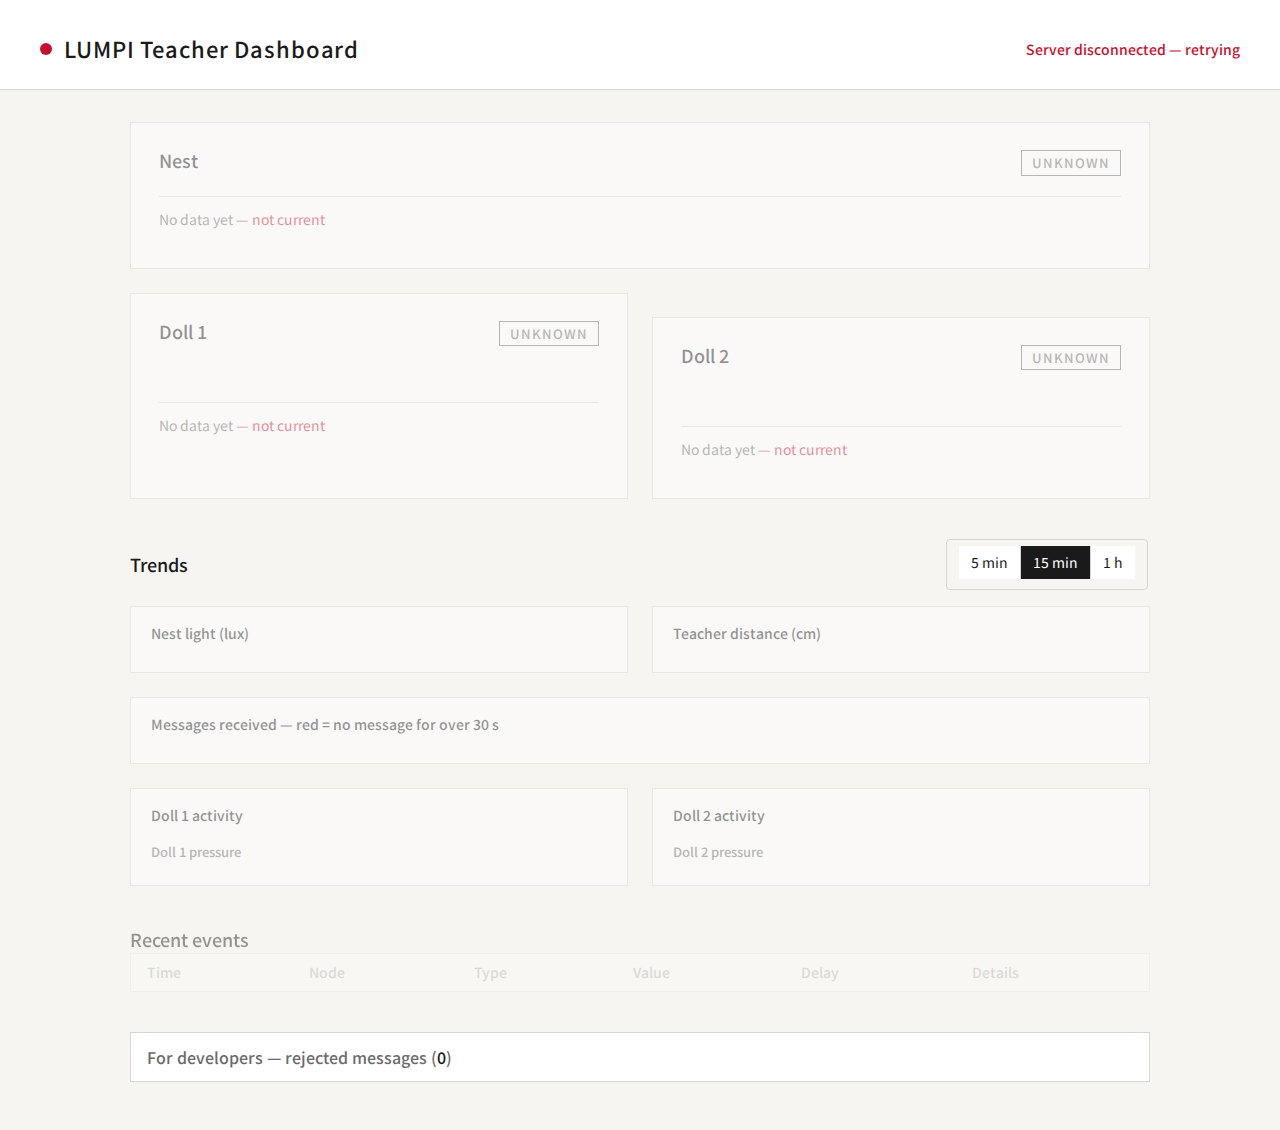 LUMPI Teacher Dashboard
Server disconnected — retrying
Nest
UNKNOWN
No data yet — not current
Doll 1
UNKNOWN
No data yet — not current
Doll 2
UNKNOWN
No data yet — not current
Trends
5 min 15 min 1 h
Nest light (lux)
Teacher distance (cm)
Messages received — red = no message for over 30 s
Doll 1 activity
Doll 1 pressure
Doll 2 activity
Doll 2 pressure
Recent events
Time Node Type Value Delay Details
For developers — rejected messages (0)